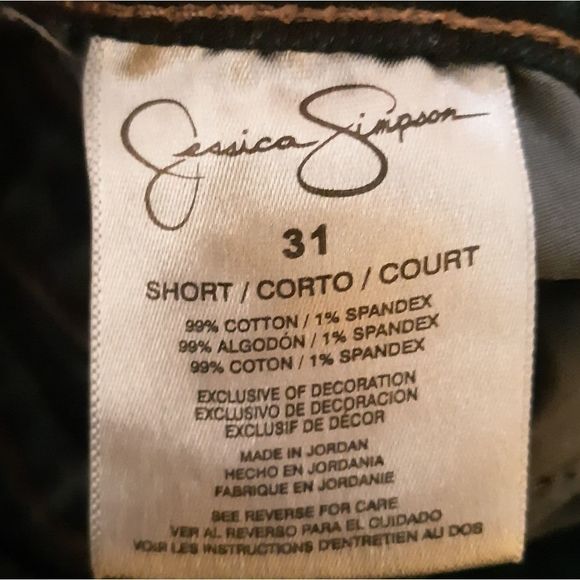 Jessica Simpson
31
SHORT / CORTO / COURT
99% COTTON / 1% SPANDEX
99% ALGODÓN / 1% SPANDEX
99% COTON / 1% SPANDEX
EXCLUSIVE OF DECORATION
EXCLUSIVO DE DECORACION
EXCLUSIF DE DÉCOR
MADE IN JORDAN
HECHO EN JORDANIA
FABRIQUE EN JORDANIE
SEE REVERSE FOR CARE
VER AL REVERSO PARA EL CUIDADO
VOIR LES INSTRUCTIONS D'ENTRETIEN AU DOS